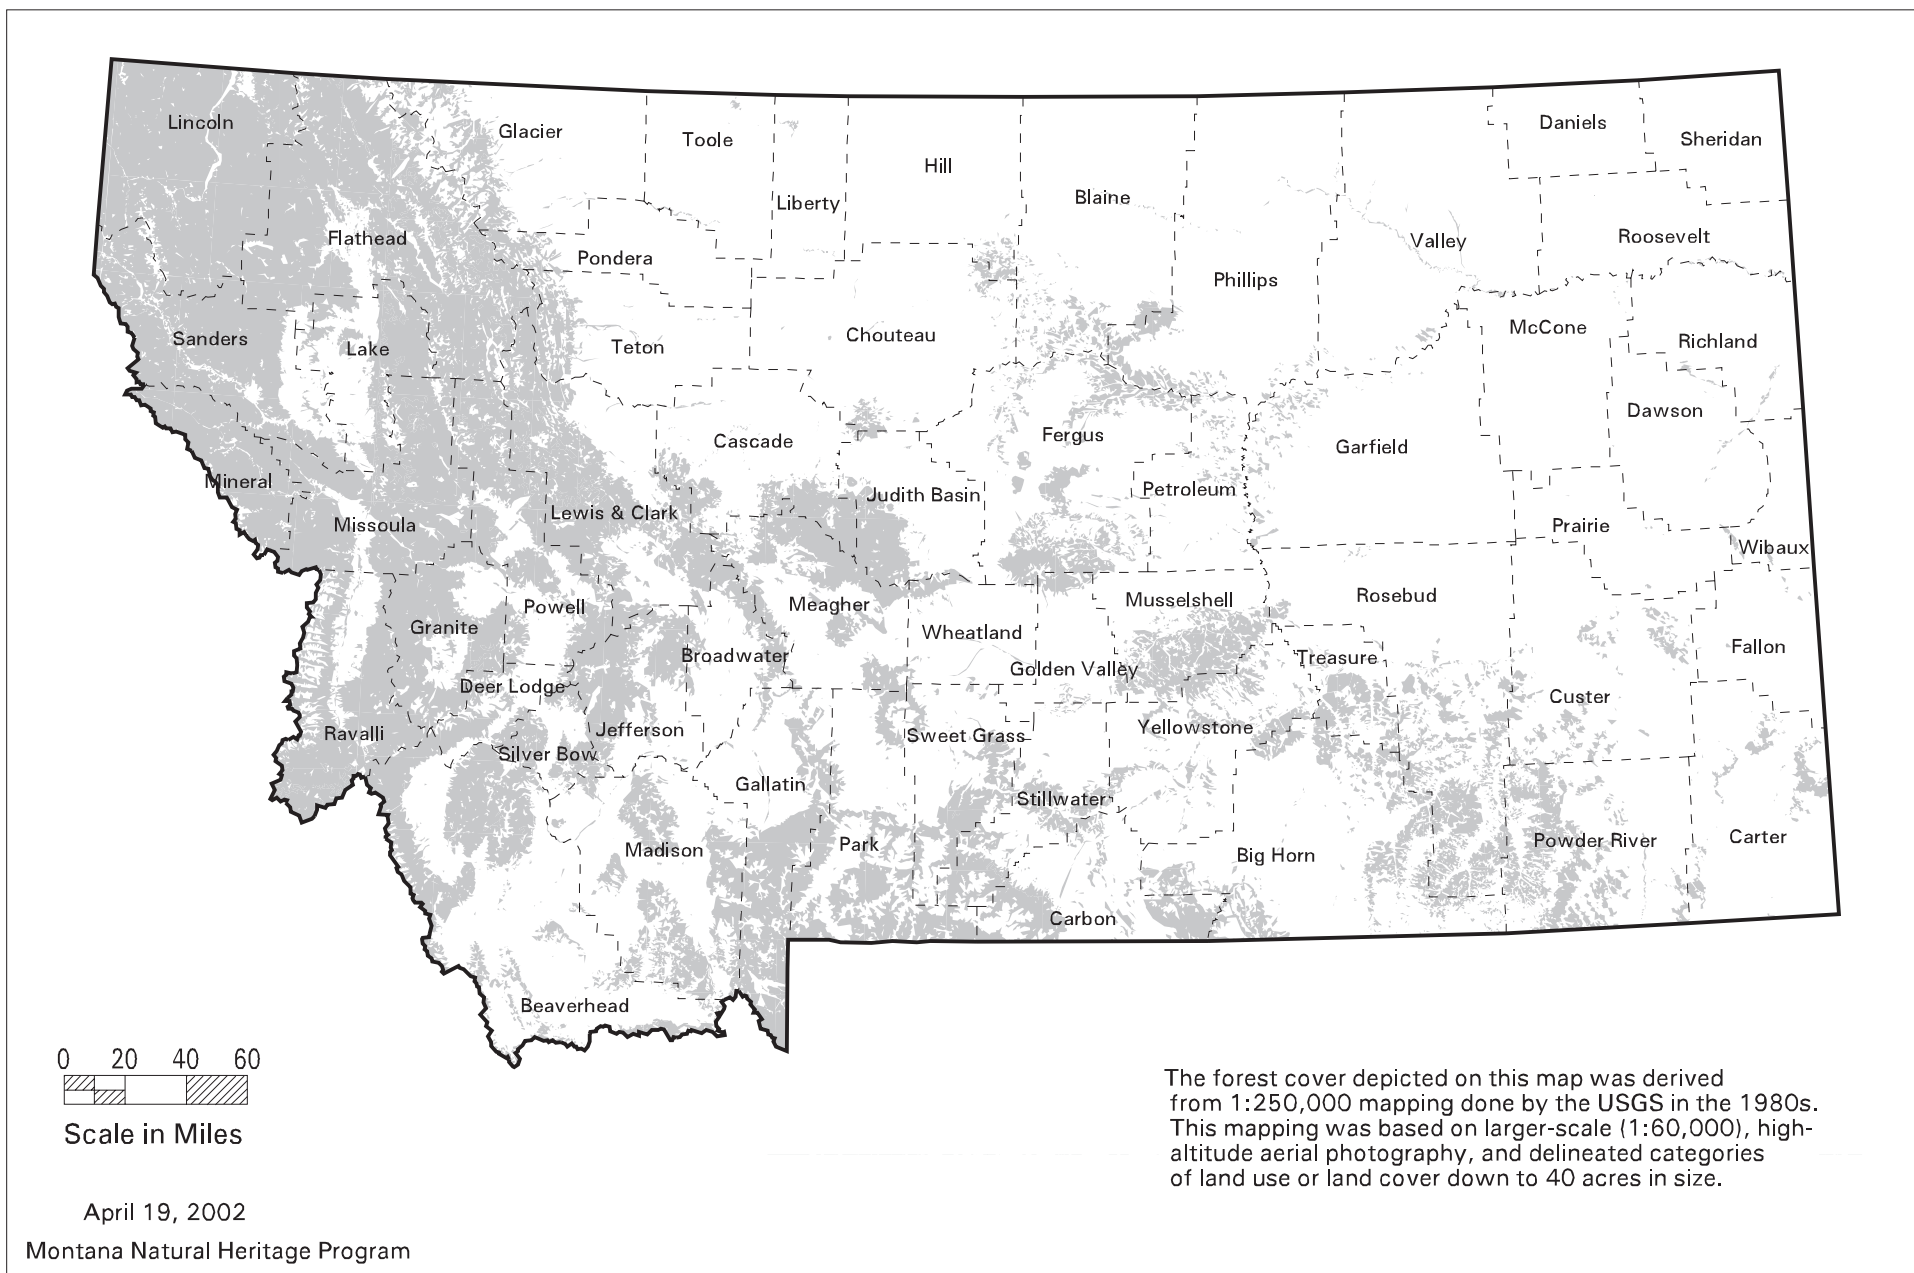 Lincoln
Glacier
Toole
Daniels
Sheridan
Hill
Liberty
Blaine
Flathead
Pondera
Valley
Roosevelt
Phillips
Sanders
Lake
Teton
Chouteau
McCone
Richland
Dawson
Cascade
Fergus
Garfield
Mineral
Judith Basin
Petroleum
Missoula
Lewis & Clark
Prairie
Wibaux
Powell
Meagher
Musselshell
Rosebud
Granite
Wheatland
Broadwater
Golden Valley
Treasure
Fallon
Deer Lodge
Custer
Ravalli
Jefferson
Sweet Grass
Yellowstone
Silver Bow
Gallatin
Stillwater
Madison
Park
Big Horn
Powder River
Carter
Carbon
Beaverhead
0 20 40 60
Scale in Miles
The forest cover depicted on this map was derived
from 1:250,000 mapping done by the USGS in the 1980s.
This mapping was based on larger-scale (1:60,000), high-
altitude aerial photography, and delineated categories
of land use or land cover down to 40 acres in size.
April 19, 2002
Montana Natural Heritage Program